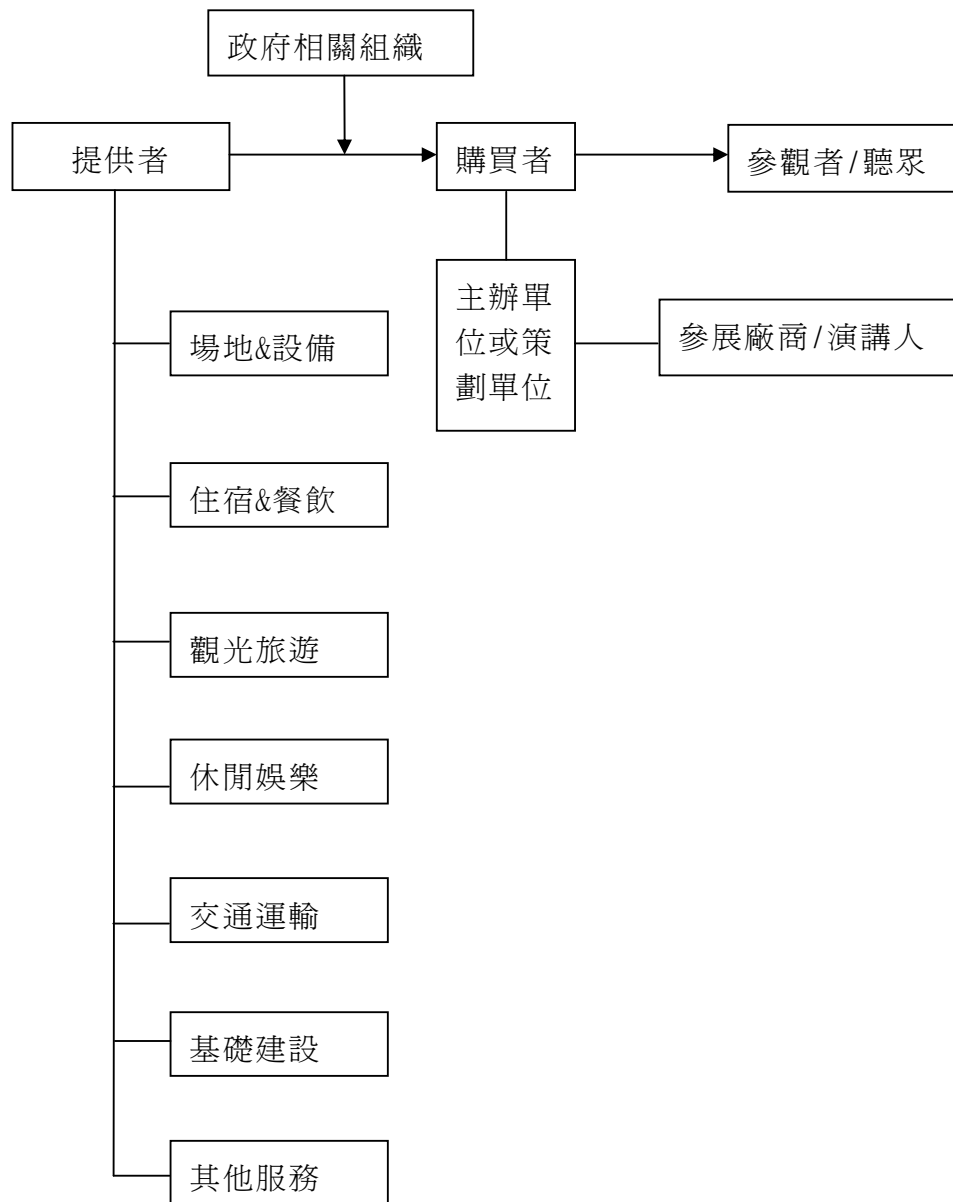 政府相關組織
提供者
購買者
參觀者/聽眾
主辦單
位或策
劃單位
參展廠商/演講人
場地&設備
住宿&餐飲
觀光旅遊
休閒娛樂
交通運輸
基礎建設
其他服務